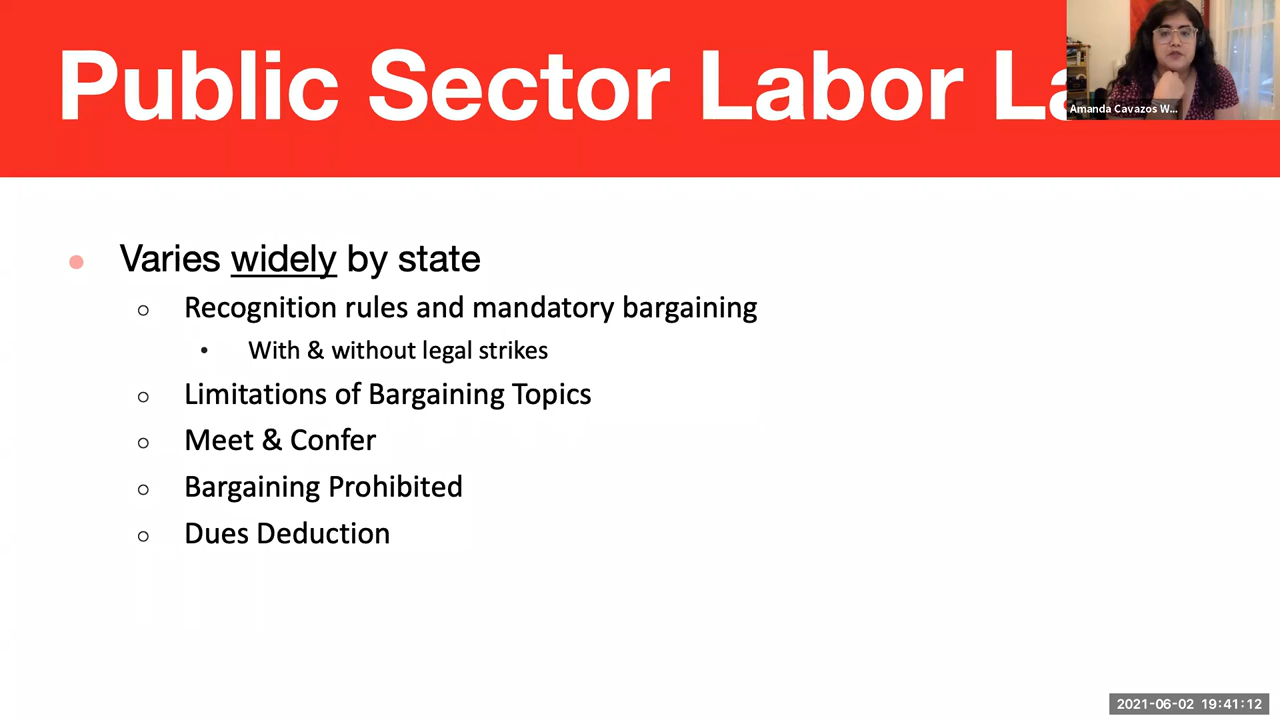 Public Sector Labor La
Amanda Cavazos W...
Varies widely by state
Recognition rules and mandatory bargaining
With & without legal strikes
Limitations of Bargaining Topics
Meet & Confer
Bargaining Prohibited
Dues Deduction
2021-06-02 19:41:12